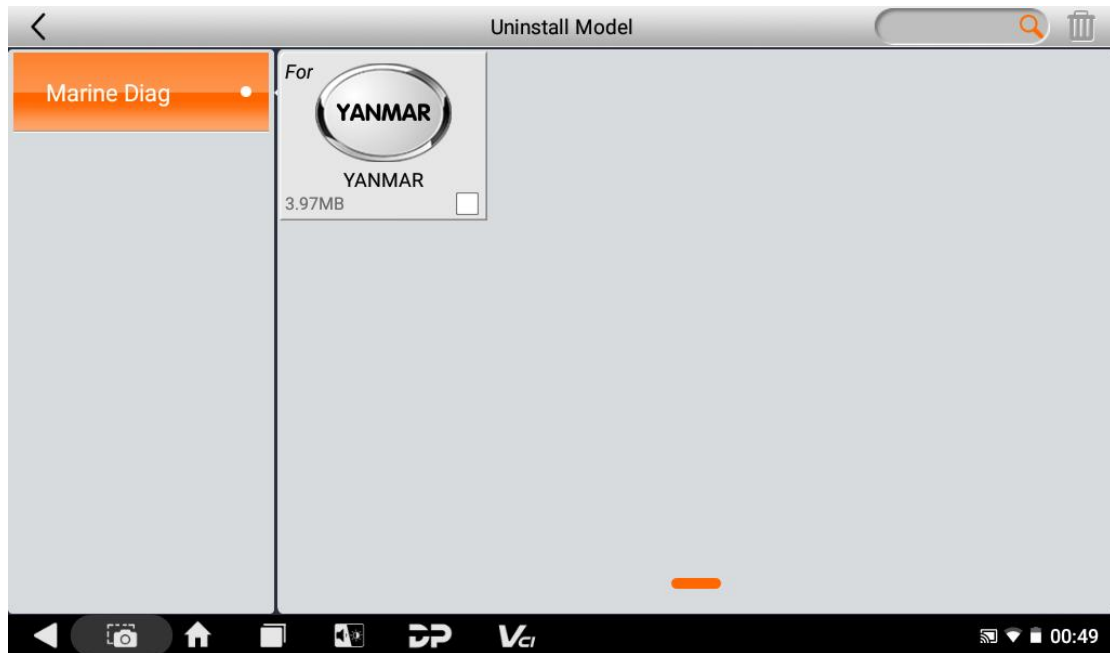 Uninstall Model
Marine Diag
For
YANMAR
YANMAR
3.97MB
DP
VCI
00:49